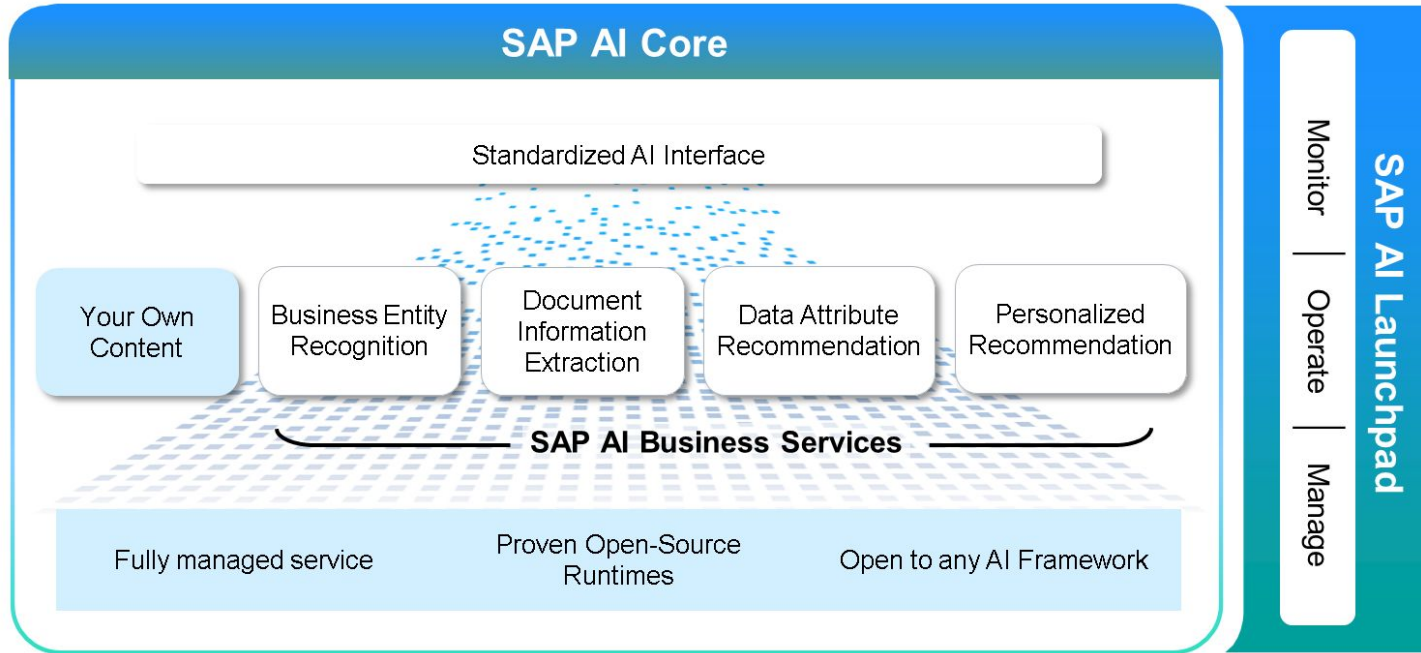 SAP AI Core
Standardized AI Interface
Your Own
Content
Business Entity
Recognition
Document
Information
Extraction
Data Attribute
Recommendation
Personalized
Recommendation
SAP AI Business Services
Fully managed service
Proven Open-Source
Runtimes
Open to any AI Framework
Monitor
Operate
Manage
SAP AI Launchpad